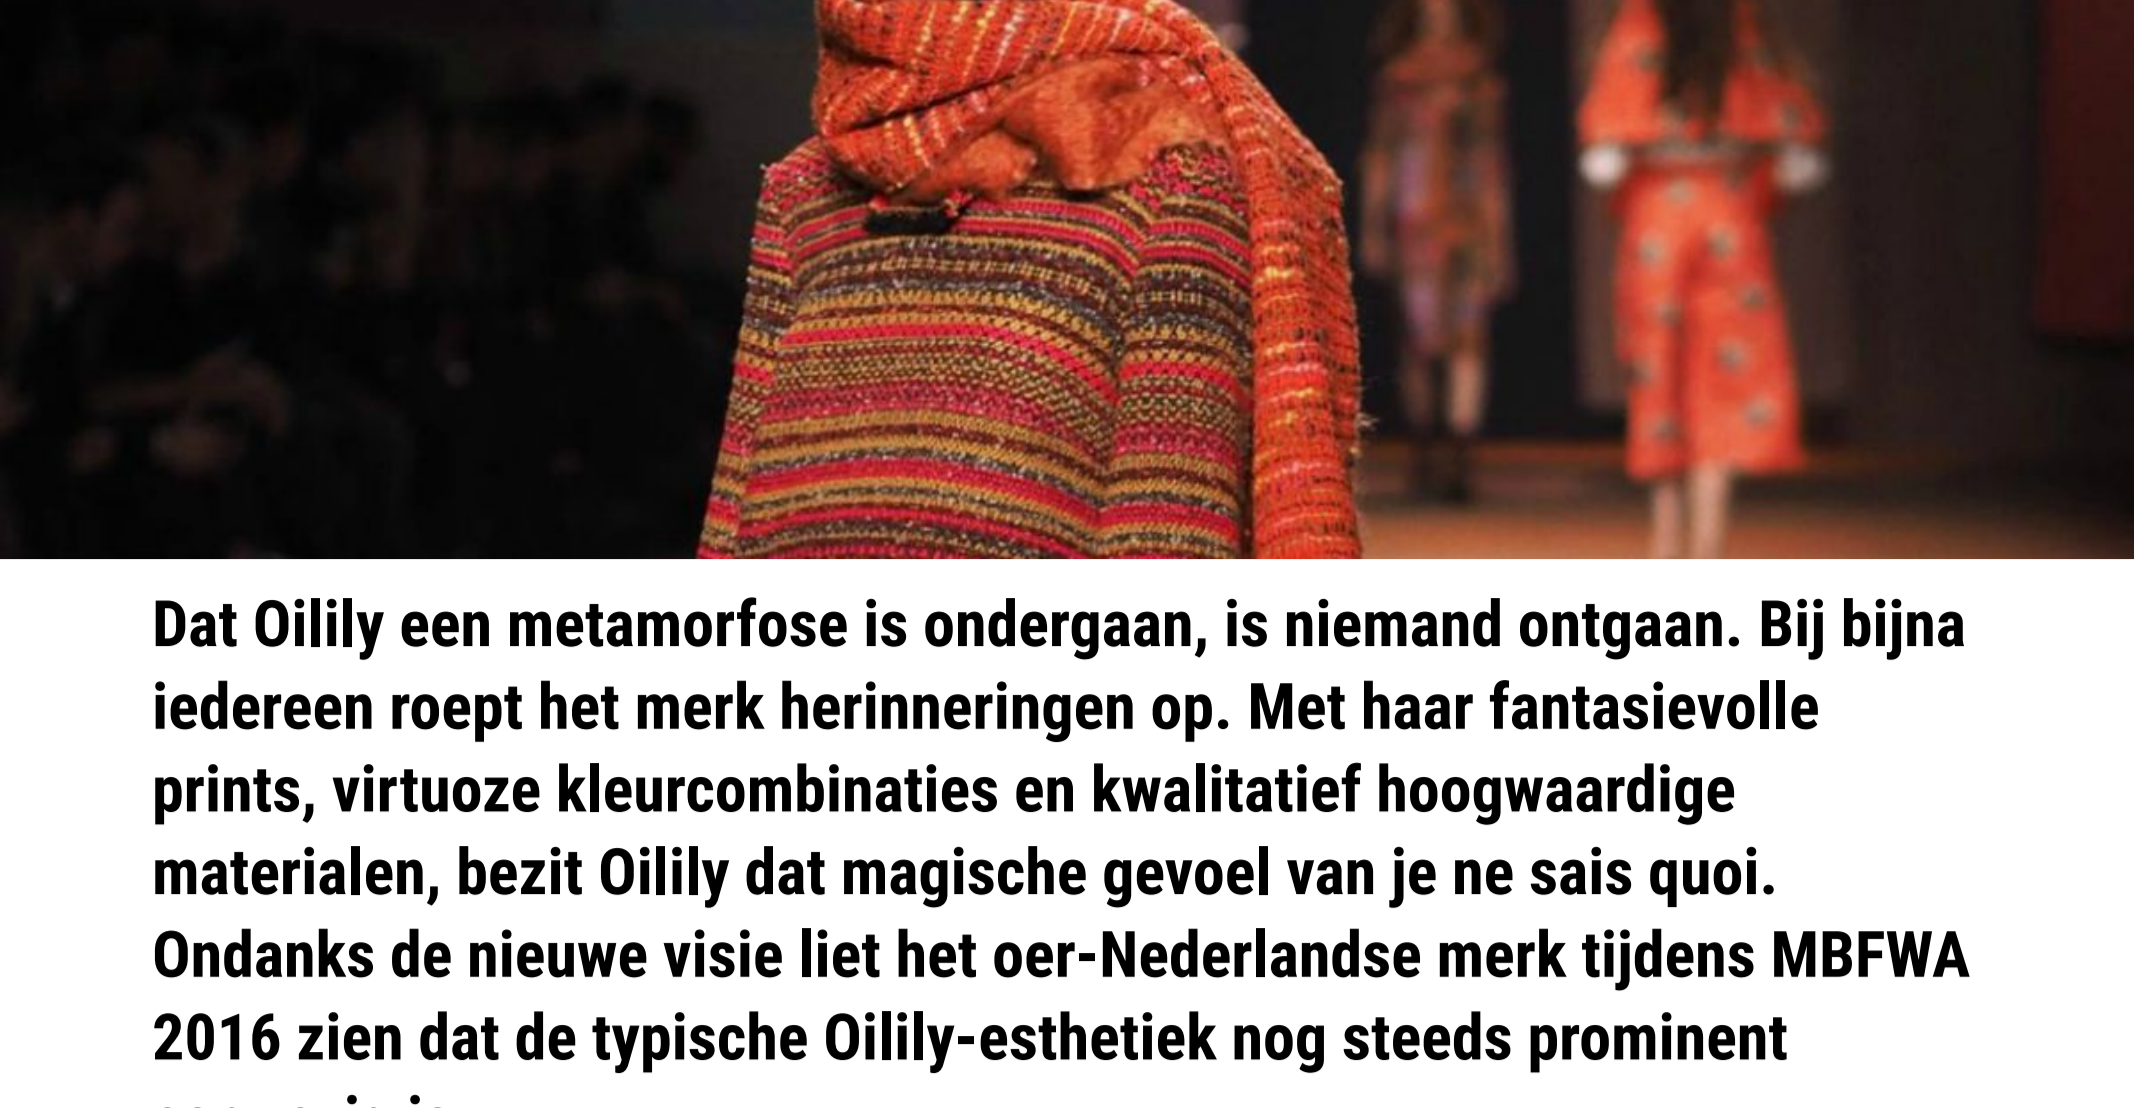 Dat Oilily een metamorfose is ondergaan, is niemand ontgaan. Bij bijna
iedereen roept het merk herinneringen op. Met haar fantasievolle
prints, virtuoze kleurcombinaties en kwalitatief hoogwaardige
materialen, bezit Oilily dat magische gevoel van je ne sais quoi.
Ondanks de nieuwe visie liet het oer-Nederlandse merk tijdens MBFWA
2016 zien dat de typische Oilily-esthetiek nog steeds prominent